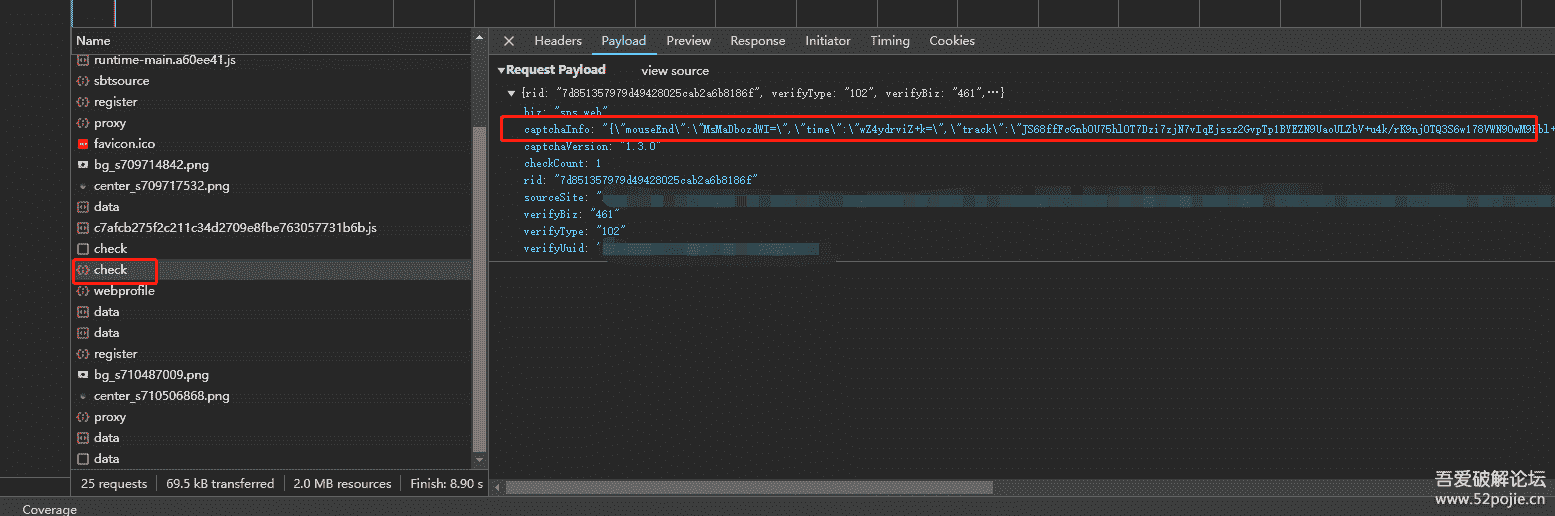 Name
runtime-main.a60ee41.js
sbtsource
register
proxy
favicon.ico
bg_s709714842.png
center_s709717532.png
data
c7afcb275f2c211c34d2709e8fbe763057731b6b.js
check
check
webprofile
data
data
register
bg_s710487009.png
center_s710506868.png
proxy
data
data
25 requests 69.5 kB transferred 2.0 MB resources Finish: 8.90 s
Coverage
Headers Payload Preview Response Initiator Timing Cookies
Request Payload view source
{rid: "7d851357979d49428025cab2a6b8186f", verifyType: "102", verifyBiz: "461",…}
biz: "sns_web"
captchaInfo: "{\"mouseEnd\":\"MsMaDbozdWI=\",\"time\":\"wZ4ydrviZ+k=\",\"track\":\"
captchaVersion: "1.3.0"
checkCount: 1
rid: "7d851357979d49428025cab2a6b8186f"
sourceSite: "
verifyBiz: "461"
verifyType: "102"
verifyUuid: "
吾爱破解论坛
www.52pojie.cn